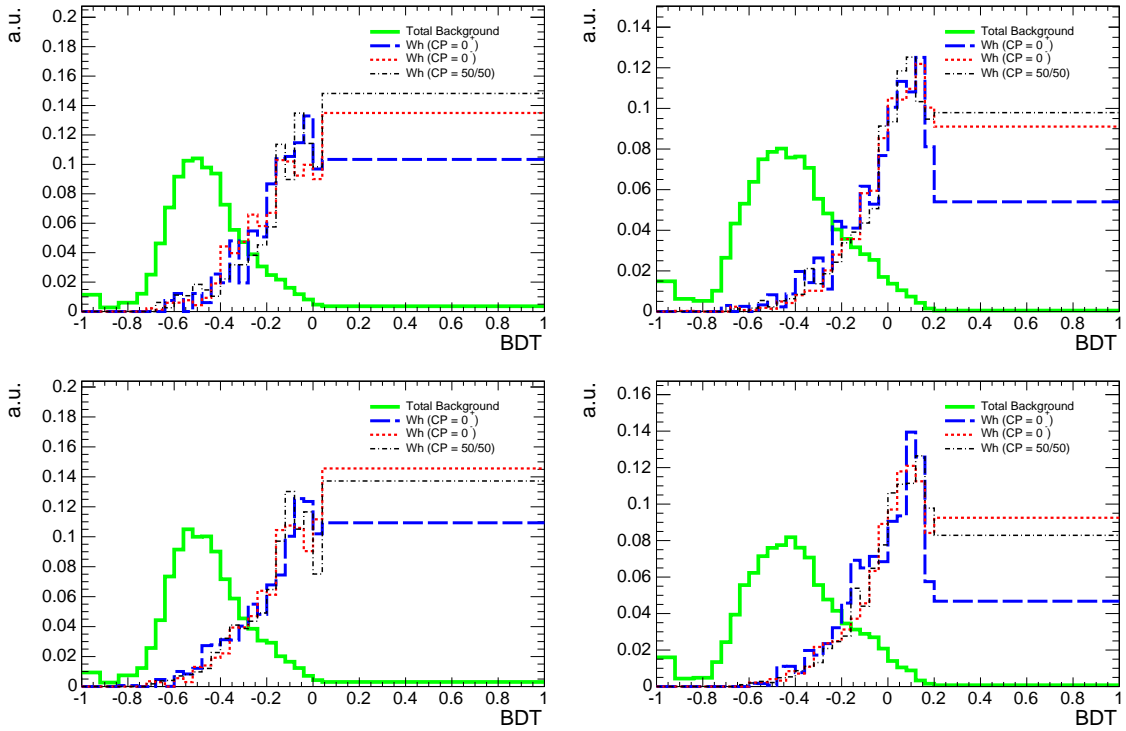 a.u.
0.2
0.18
0.16
0.14
0.12
0.1
0.08
0.06
0.04
0.02
0
-1 -0.8 -0.6 -0.4 -0.2 0 0.2 0.4 0.6 0.8 1
BDT
Total Background
Wh (CP = 0⁺)
Wh (CP = 0⁻)
Wh (CP = 50/50)
a.u.
0.14
0.12
0.1
0.08
0.06
0.04
0.02
0
-1 -0.8 -0.6 -0.4 -0.2 0 0.2 0.4 0.6 0.8 1
BDT
Total Background
Wh (CP = 0⁺)
Wh (CP = 0⁻)
Wh (CP = 50/50)
a.u.
0.2
0.18
0.16
0.14
0.12
0.1
0.08
0.06
0.04
0.02
0
-1 -0.8 -0.6 -0.4 -0.2 0 0.2 0.4 0.6 0.8 1
BDT
Total Background
Wh (CP = 0⁺)
Wh (CP = 0⁻)
Wh (CP = 50/50)
a.u.
0.16
0.14
0.12
0.1
0.08
0.06
0.04
0.02
0
-1 -0.8 -0.6 -0.4 -0.2 0 0.2 0.4 0.6 0.8 1
BDT
Total Background
Wh (CP = 0⁺)
Wh (CP = 0⁻)
Wh (CP = 50/50)